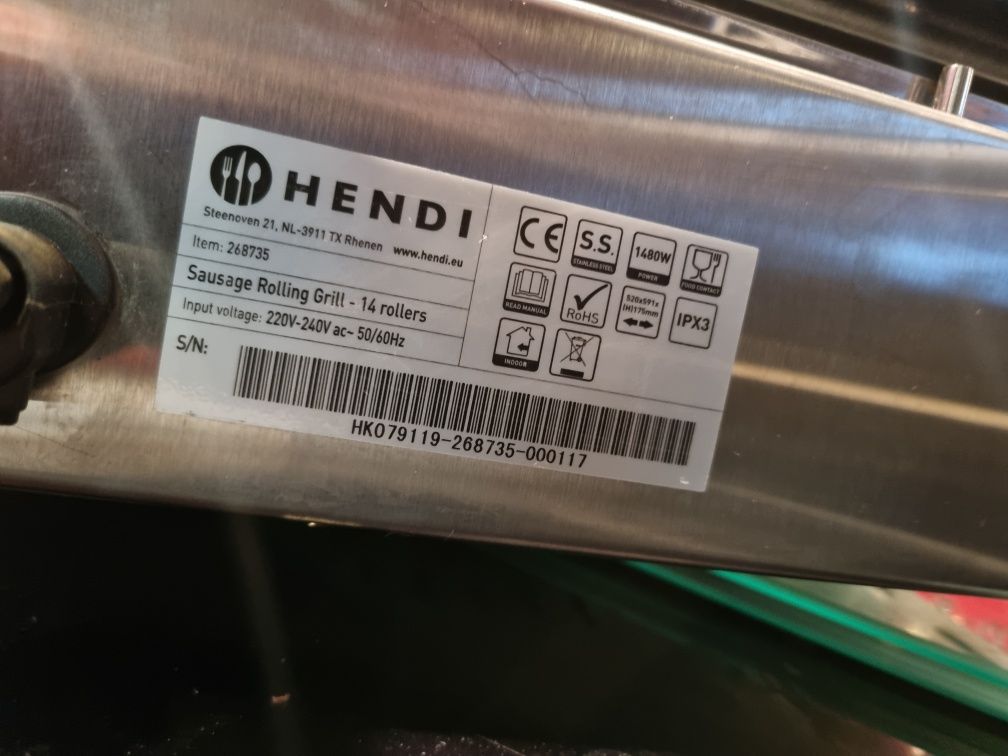 HENDI
Steenoven 21, NL-3911 TX Rhenen www.hendi.eu
Item: 268735
Sausage Rolling Grill - 14 rollers
Input voltage: 220V-240V ac~ 50/60Hz
S/N:
HK079119-268735-000117
CE
S.S.
STAINLESS STEEL
1480W
POWER
FOOD CONTACT
READ MANUAL
RoHS
520x591x
(H)175mm
IPX3
INDOOR